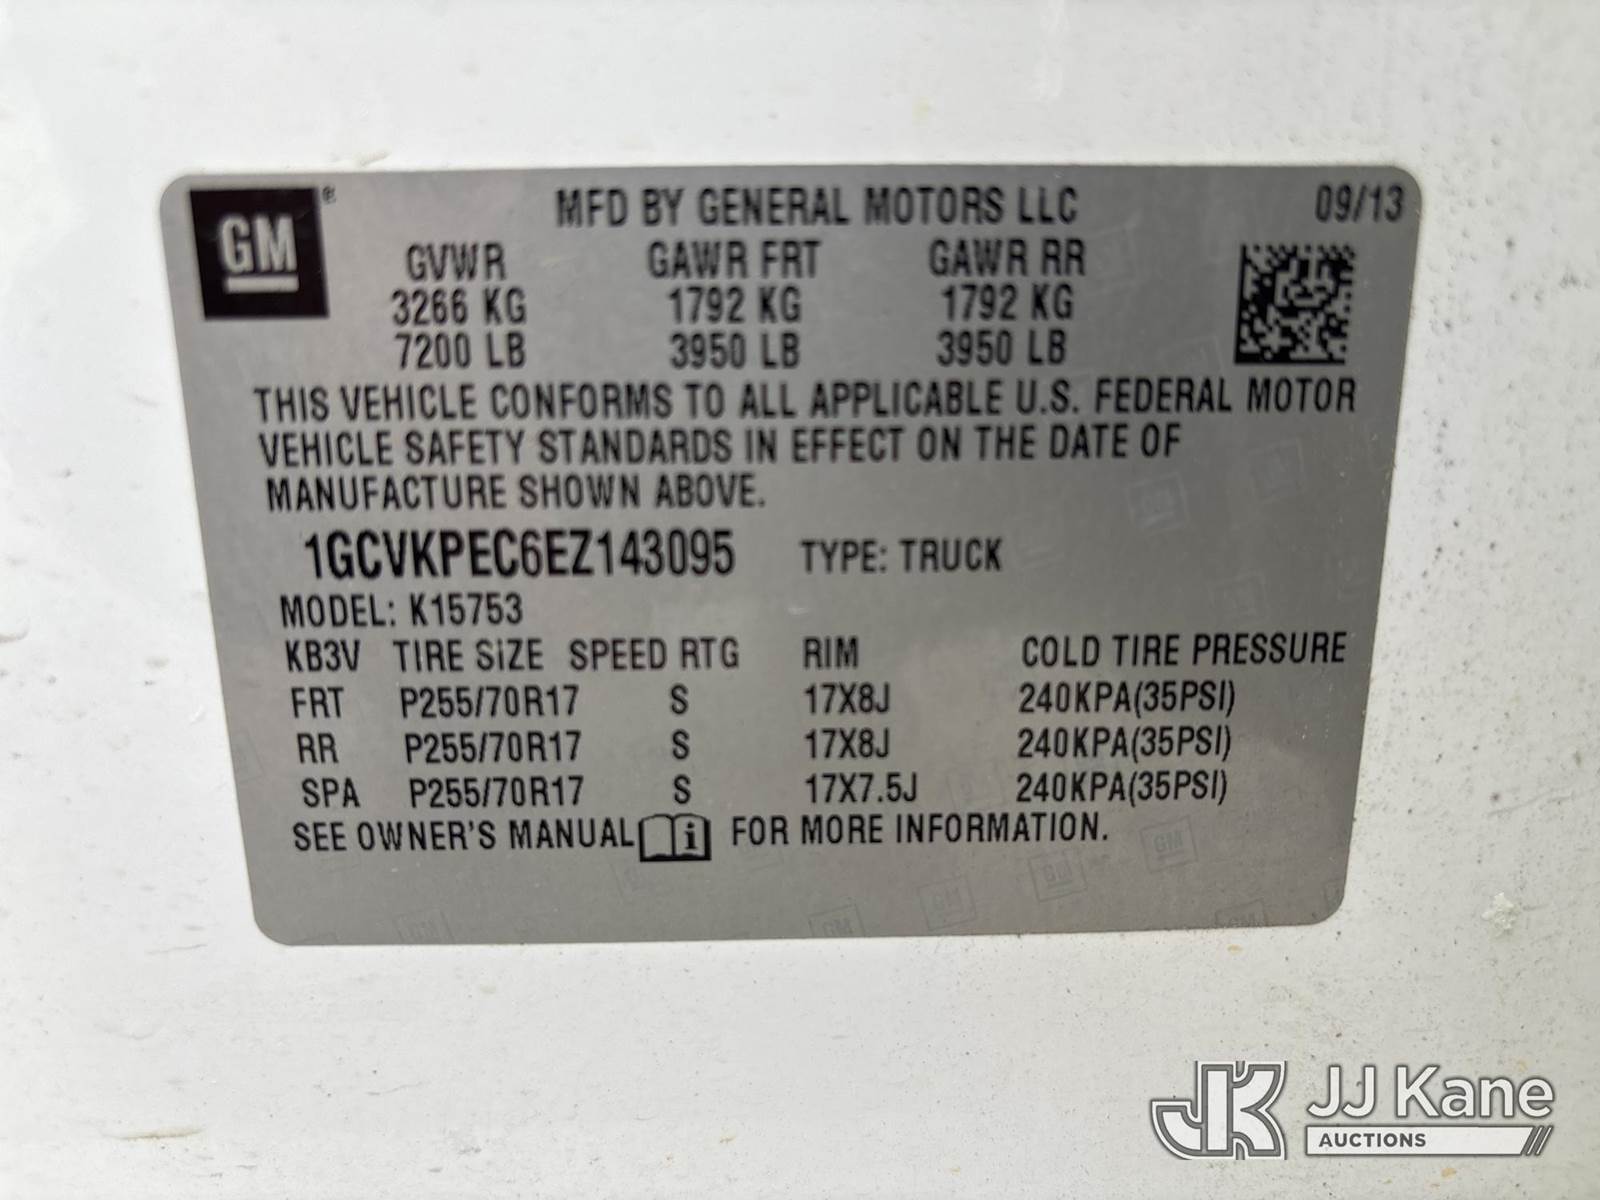 GM®
MFD BY GENERAL MOTORS LLC 09/13
GVWR GAWR FRT GAWR RR
3266 KG 1792 KG 1792 KG
7200 LB 3950 LB 3950 LB
THIS VEHICLE CONFORMS TO ALL APPLICABLE U.S. FEDERAL MOTOR
VEHICLE SAFETY STANDARDS IN EFFECT ON THE DATE OF
MANUFACTURE SHOWN ABOVE.
1GCVKPEC6EZ143095 TYPE: TRUCK
MODEL: K15753
KB3V TIRE SIZE SPEED RTG RIM COLD TIRE PRESSURE
FRT P255/70R17 S 17X8J 240KPA(35PSI)
RR P255/70R17 S 17X8J 240KPA(35PSI)
SPA P255/70R17 S 17X7.5J 240KPA(35PSI)
SEE OWNER'S MANUAL i FOR MORE INFORMATION.
JK JJ Kane
AUCTIONS